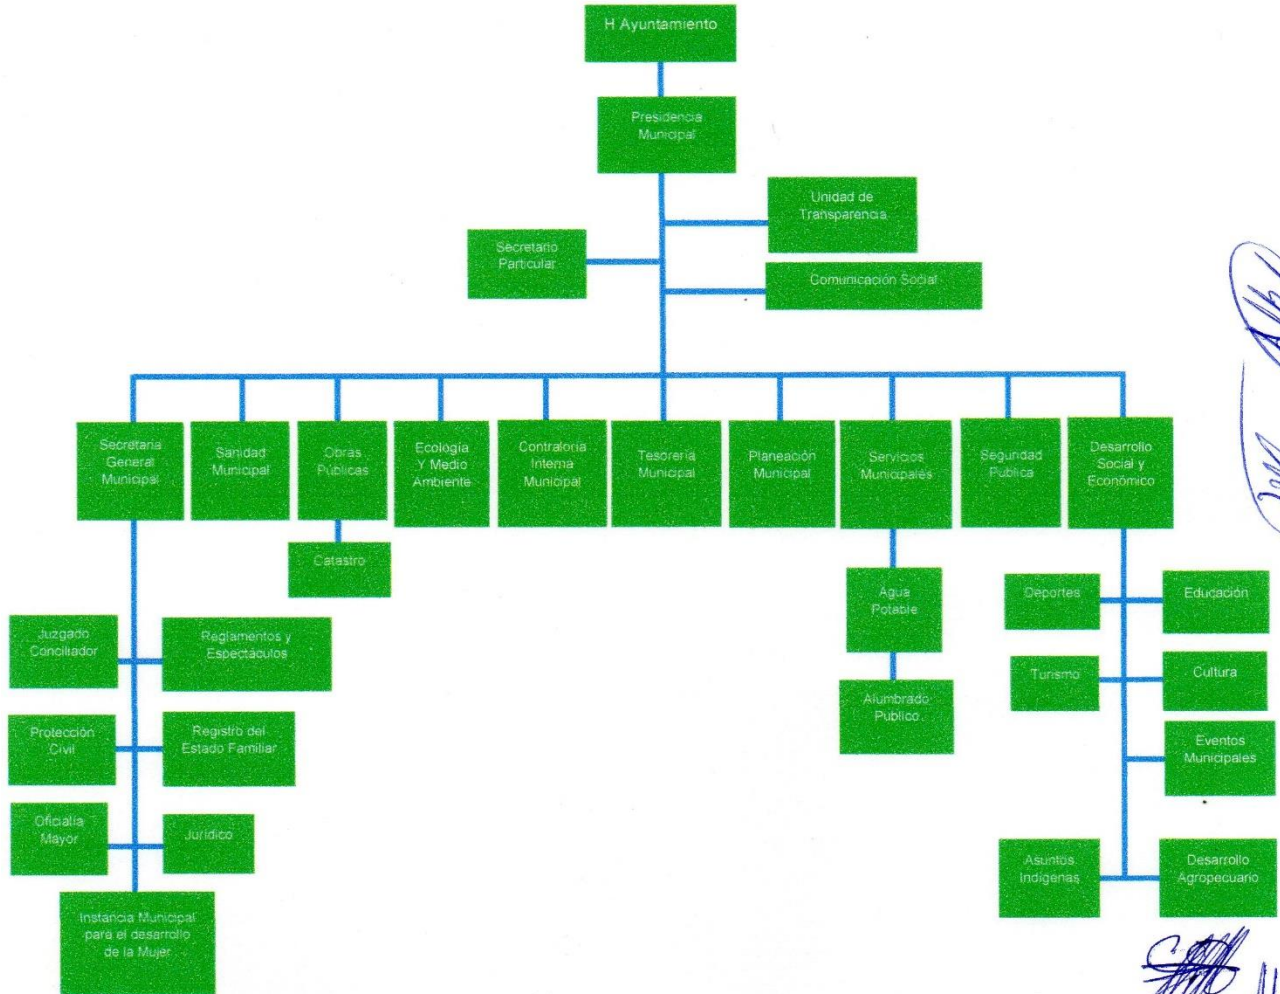 H Ayuntamiento
Presidencia
Municipal
Unidad de
Transparencia
Secretario
Particular
Comunicación Social
Secretaria
General
Municipal
Sanidad
Municipal
Obras
Públicas
Ecología
Y Medio
Ambiente
Contraloría
Interna
Municipal
Tesorería
Municipal
Planeación
Municipal
Servicios
Municipales
Seguridad
Pública
Desarrollo
Social y
Económico
Catastro
Agua
Potable
Alumbrado
Público
Juzgado
Conciliador
Reglamentos y
Espectáculos
Protección
Civil
Registro del
Estado Familiar
Oficialía
Mayor
Jurídico
Instancia Municipal
para el desarrollo
de la Mujer
Deportes
Educación
Turismo
Cultura
Eventos
Municipales
Asuntos
Indígenas
Desarrollo
Agropecuario